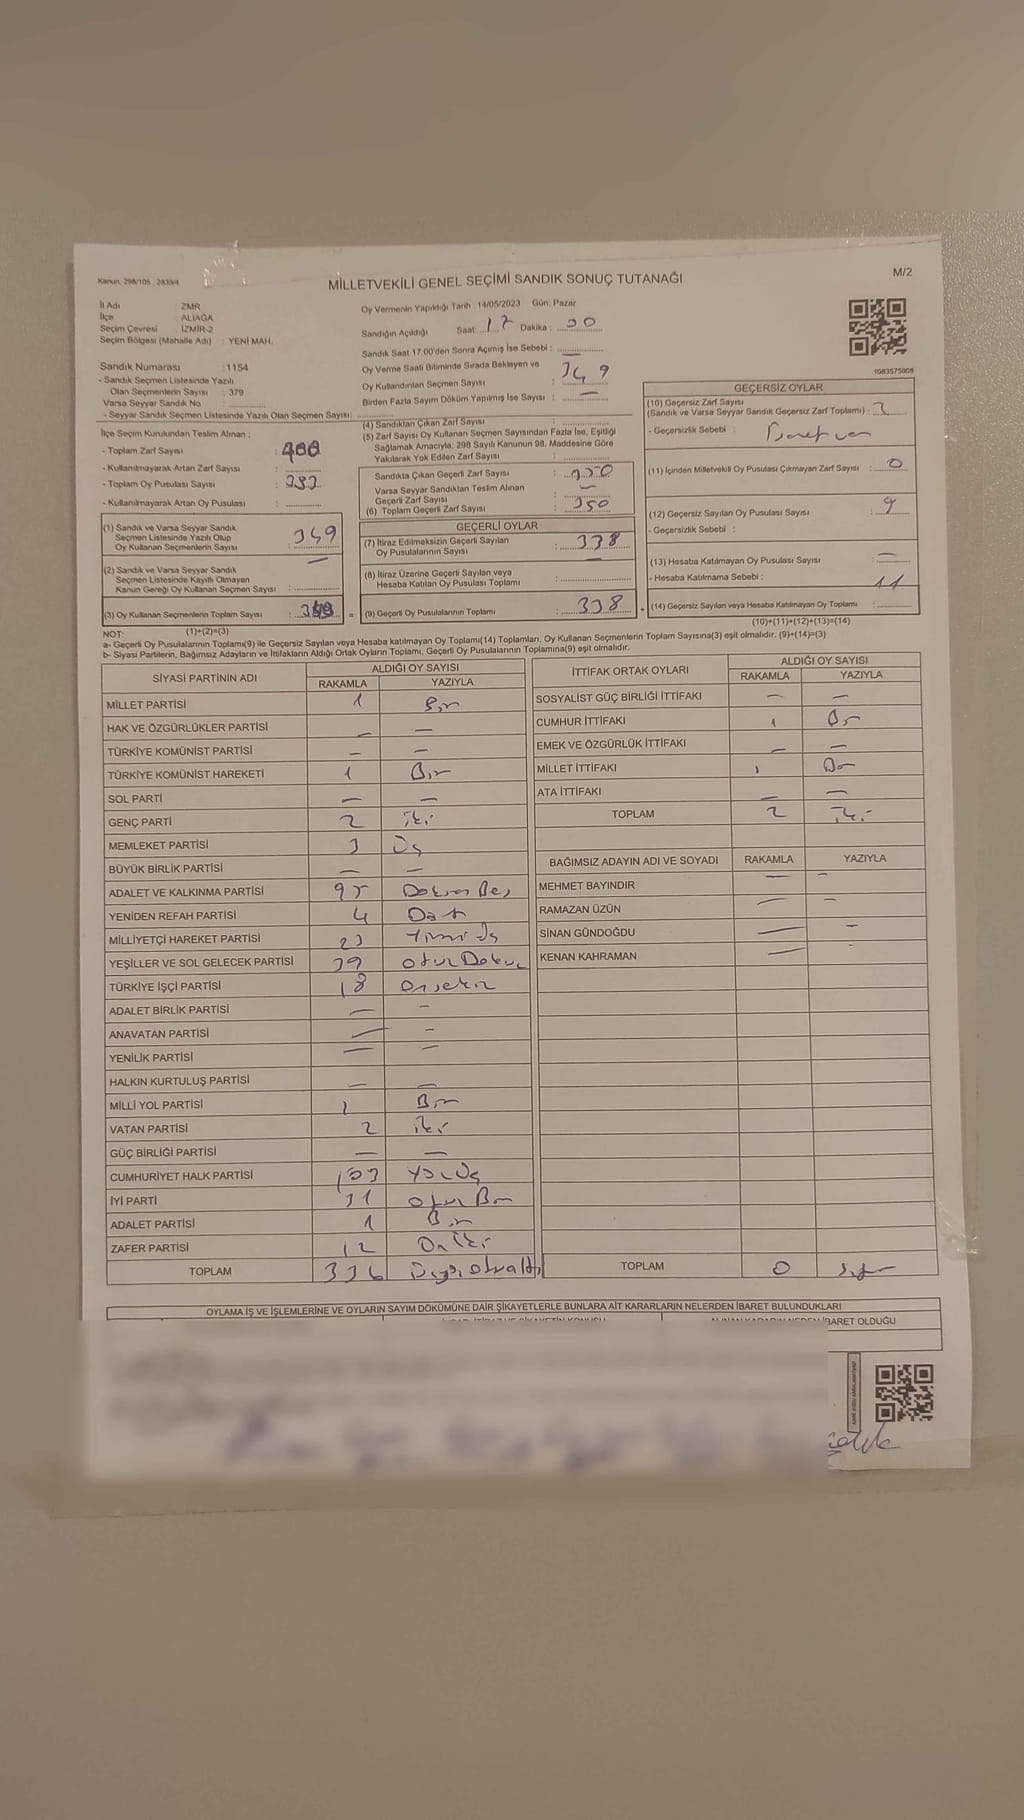 Kanun: 298/105 , 2839/4
M/2
MİLLETVEKİLİ GENEL SEÇİMİ SANDIK SONUÇ TUTANAĞI
İl Adı : ZMR
İlçe : ALİAĞA
Seçim Çevresi : İZMİR-2
Seçim Bölgesi (Mahalle Adı) : YENİ MAH.
Sandık Numarası : 1154
- Sandık Seçmen Listesinde Yazılı
Olan Seçmenlerin Sayısı : 379
Varsa Seyyar Sandık No :
- Seyyar Sandık Seçmen Listesinde Yazılı Olan Seçmen Sayısı:
Oy Vermenin Yapıldığı Tarih : 14/05/2023 Gün: Pazar
Sandığın Açıldığı Saat: 17 Dakika :
Sandık Saat 17:00'den Sonra Açımış İse Sebebi : —
Oy Verme Saati Bitiminde Sırada Bekleyen ve
Oy Kullandırılan Seçmen Sayısı : 349
Birden Fazla Sayım Döküm Yapılmış İse Sayısı : —
1083575009
İlçe Seçim Kurulundan Teslim Alınan :
- Toplam Zarf Sayısı : 400
- Kullanılmayarak Artan Zarf Sayısı :
- Toplam Oy Pusulası Sayısı :
- Kullanılmayarak Artan Oy Pusulası :
(1) Sandık ve Varsa Seyyar Sandık
Seçmen Listesinde Yazılı Olup
Oy Kullanan Seçmenlerin Sayısı : 349
(2) Sandık ve Varsa Seyyar Sandık
Seçmen Listesinde Kayıtlı Olmayan
Kanun Gereği Oy Kullanan Seçmen Sayısı : —
(3) Oy Kullanan Seçmenlerin Toplam Sayısı : 349 =
(4) Sandıktan Çıkan Zarf Sayısı :
(5) Zarf Sayısı Oy Kullanan Seçmen Sayısından Fazla İse, Eşitliği
Sağlamak Amacıyla; 298 Sayılı Kanunun 98. Maddesine Göre
Yakılarak Yok Edilen Zarf Sayısı :
Sandıkta Çıkan Geçerli Zarf Sayısı : 350
Varsa Seyyar Sandıktan Teslim Alınan
Geçerli Zarf Sayısı : —
(6) Toplam Geçerli Zarf Sayısı : 350
GEÇERLİ OYLAR
(7) İtiraz Edilmeksizin Geçerli Sayılan
Oy Pusulalarının Sayısı : 338
(8) İtiraz Üzerine Geçerli Sayılan veya
Hesaba Katılan Oy Pusulası Toplamı : —
(9) Geçerli Oy Pusulalarının Toplamı : 338 +
GEÇERSİZ OYLAR
(10) Geçersiz Zarf Sayısı
(Sandık ve Varsa Seyyar Sandık Geçersiz Zarf Toplamı) : 2
- Geçersizlik Sebebi :
(11) İçinden Milletvekili Oy Pusulası Çıkmayan Zarf Sayısı : 0
(12) Geçersiz Sayılan Oy Pusulası Sayısı : 9
- Geçersizlik Sebebi :
(13) Hesaba Katılmayan Oy Pusulası Sayısı : —
- Hesaba Katılmama Sebebi :
(14) Geçersiz Sayılan veya Hesaba Katılmayan Oy Toplamı : 11
NOT: (1)+(2)=(3)
(10)+(11)+(12)+(13)=(14)
a- Geçerli Oy Pusulalarının Toplamı(9) ile Geçersiz Sayılan veya Hesaba katılmayan Oy Toplamı(14) Toplamları, Oy Kullanan Seçmenlerin Toplam Sayısına(3) eşit olmalıdır. (9)+(14)=(3)
b- Siyasi Partilerin, Bağımsız Adayların ve İttifakların Aldığı Ortak Oyların Toplamı, Geçerli Oy Pusulalarının Toplamına(9) eşit olmalıdır.
SİYASİ PARTİNİN ADI ALDIĞI OY SAYISI
RAKAMLA YAZIYLA
MİLLET PARTİSİ 1 Bir
HAK VE ÖZGÜRLÜKLER PARTİSİ — —
TÜRKİYE KOMÜNİST PARTİSİ — —
TÜRKİYE KOMÜNİST HAREKETİ 1 Bir
SOL PARTİ — —
GENÇ PARTİ 2 iki
MEMLEKET PARTİSİ 3 Üç
BÜYÜK BİRLİK PARTİSİ — —
ADALET VE KALKINMA PARTİSİ 95 Doksan Beş
YENİDEN REFAH PARTİSİ 4 Dört
MİLLİYETÇİ HAREKET PARTİSİ 23 Yirmi Üç
YEŞİLLER VE SOL GELECEK PARTİSİ 39 Otuz Dokuz
TÜRKİYE İŞÇİ PARTİSİ 18 Onsekiz
ADALET BİRLİK PARTİSİ — —
ANAVATAN PARTİSİ — —
YENİLİK PARTİSİ — —
HALKIN KURTULUŞ PARTİSİ — —
MİLLİ YOL PARTİSİ 1 Bir
VATAN PARTİSİ 2 iki
GÜÇ BİRLİĞİ PARTİSİ — —
CUMHURİYET HALK PARTİSİ 103 Yüz Üç
İYİ PARTİ 31 Otuz Bir
ADALET PARTİSİ 1 Bir
ZAFER PARTİSİ 12 On İki
TOPLAM 336 Üçyüzotuzaltı
İTTİFAK ORTAK OYLARI ALDIĞI OY SAYISI
RAKAMLA YAZIYLA
SOSYALİST GÜÇ BİRLİĞİ İTTİFAKI — —
CUMHUR İTTİFAKI 1 Bir
EMEK VE ÖZGÜRLÜK İTTİFAKI — —
MİLLET İTTİFAKI 1 Bir
ATA İTTİFAKI — —
TOPLAM 2 İki
BAĞIMSIZ ADAYIN ADI VE SOYADI RAKAMLA YAZIYLA
MEHMET BAYINDIR — —
RAMAZAN ÜZÜN — —
SİNAN GÜNDOĞDU — —
KENAN KAHRAMAN — -
TOPLAM 0 Sıfır
OYLAMA İŞ VE İŞLEMLERİNE VE OYLARIN SAYIM DÖKÜMÜNE DAİR ŞİKAYETLERLE BUNLARA AİT KARARLARIN NELERDEN İBARET BULUNDUKLARI
İBARET OLDUĞU